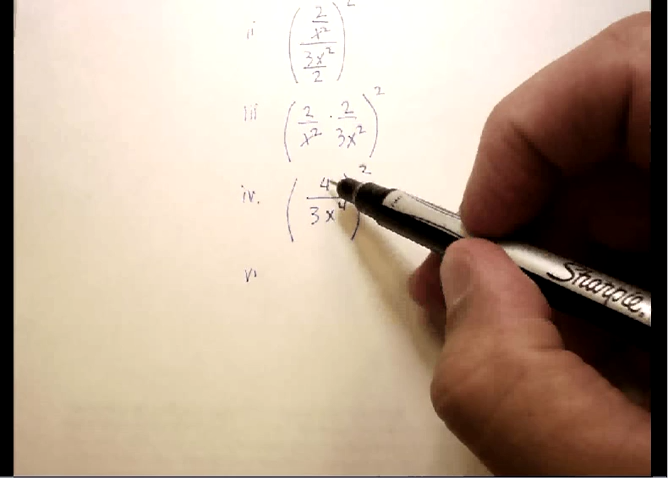 ii ((2/x²)/(3x²/2))²
iii (2/x² · 2/3x²)²
iv. (4/3x⁴)²
v.
Sharpie.